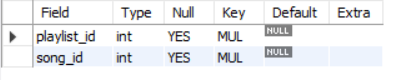 Field Type Null Key Default Extra
playlist_id int YES MUL NULL
song_id int YES MUL NULL